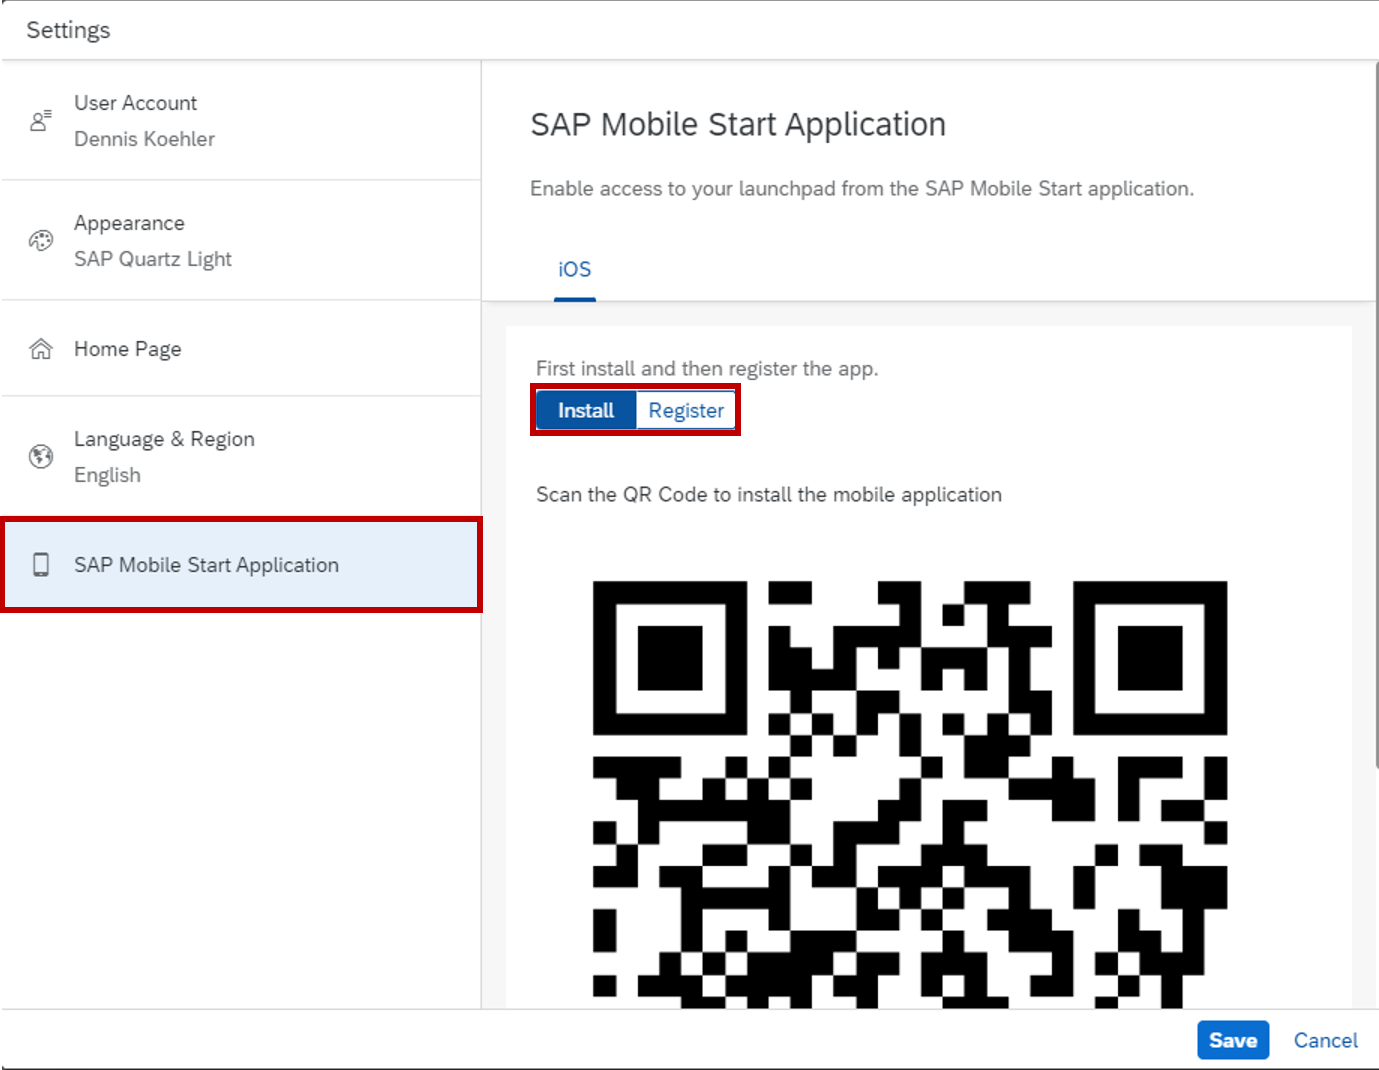 Settings
User Account
Dennis Koehler
Appearance
SAP Quartz Light
Home Page
Language & Region
English
SAP Mobile Start Application
SAP Mobile Start Application
Enable access to your launchpad from the SAP Mobile Start application.
iOS
First install and then register the app.
Install Register
Scan the QR Code to install the mobile application
Save Cancel